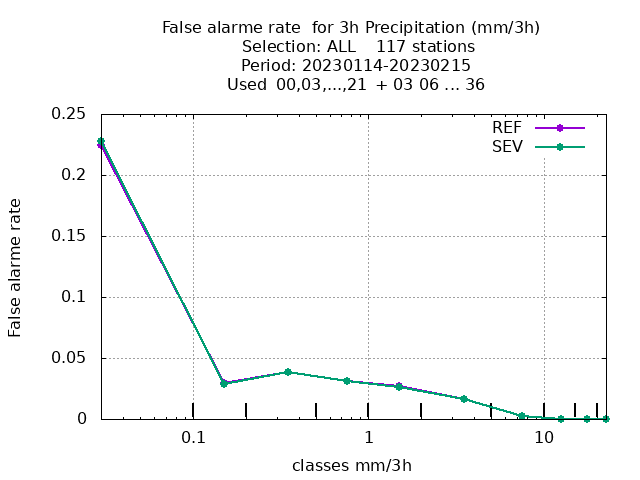 False alarme rate  for 3h Precipitation (mm/3h)
Selection: ALL    117 stations
Period: 20230114-20230215
Used  00,03,...,21  + 03 06 ... 36
REF
SEV
0.25
0.2
0.15
0.1
0.05
0
False alarme rate
0.1
1
10
classes mm/3h